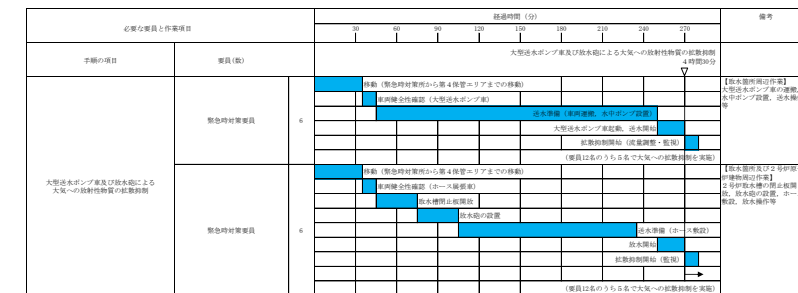 必要な要員と作業項目
経過時間（分）
備考
30 60 90 120 150 180 210 240 270
手順の項目
要員(数)
大型送水ポンプ車及び放水砲による大気への放射性物質の拡散抑制
4時間30分
大型送水ポンプ車及び放水砲による
大気への放射性物質の拡散抑制
緊急時対策要員
6
移動（緊急時対策所から第４保管エリアまでの移動）
車両健全性確認（大型送水ポンプ車）
送水準備（車両運搬，水中ポンプ設置）
大型送水ポンプ車起動，送水開始
拡散抑制開始（流量調整・監視）
(要員12名のうち５名で大気への拡散抑制を実施)
【取水箇所周辺作業】
大型送水ポンプ車の運搬，
水中ポンプ設置，送水操
等
緊急時対策要員
6
移動（緊急時対策所から第４保管エリアまでの移動）
車両健全性確認（ホース展張車）
取水槽閉止板開放
放水砲の設置
送水準備（ホース敷設）
放水開始
拡散抑制開始（監視）
(要員12名のうち５名で大気への拡散抑制を実施)
【取水箇所及び２号炉原
炉建物周辺作業】
２号炉取水槽の閉止板開
放，放水砲の設置，ホー
敷設，放水操作等